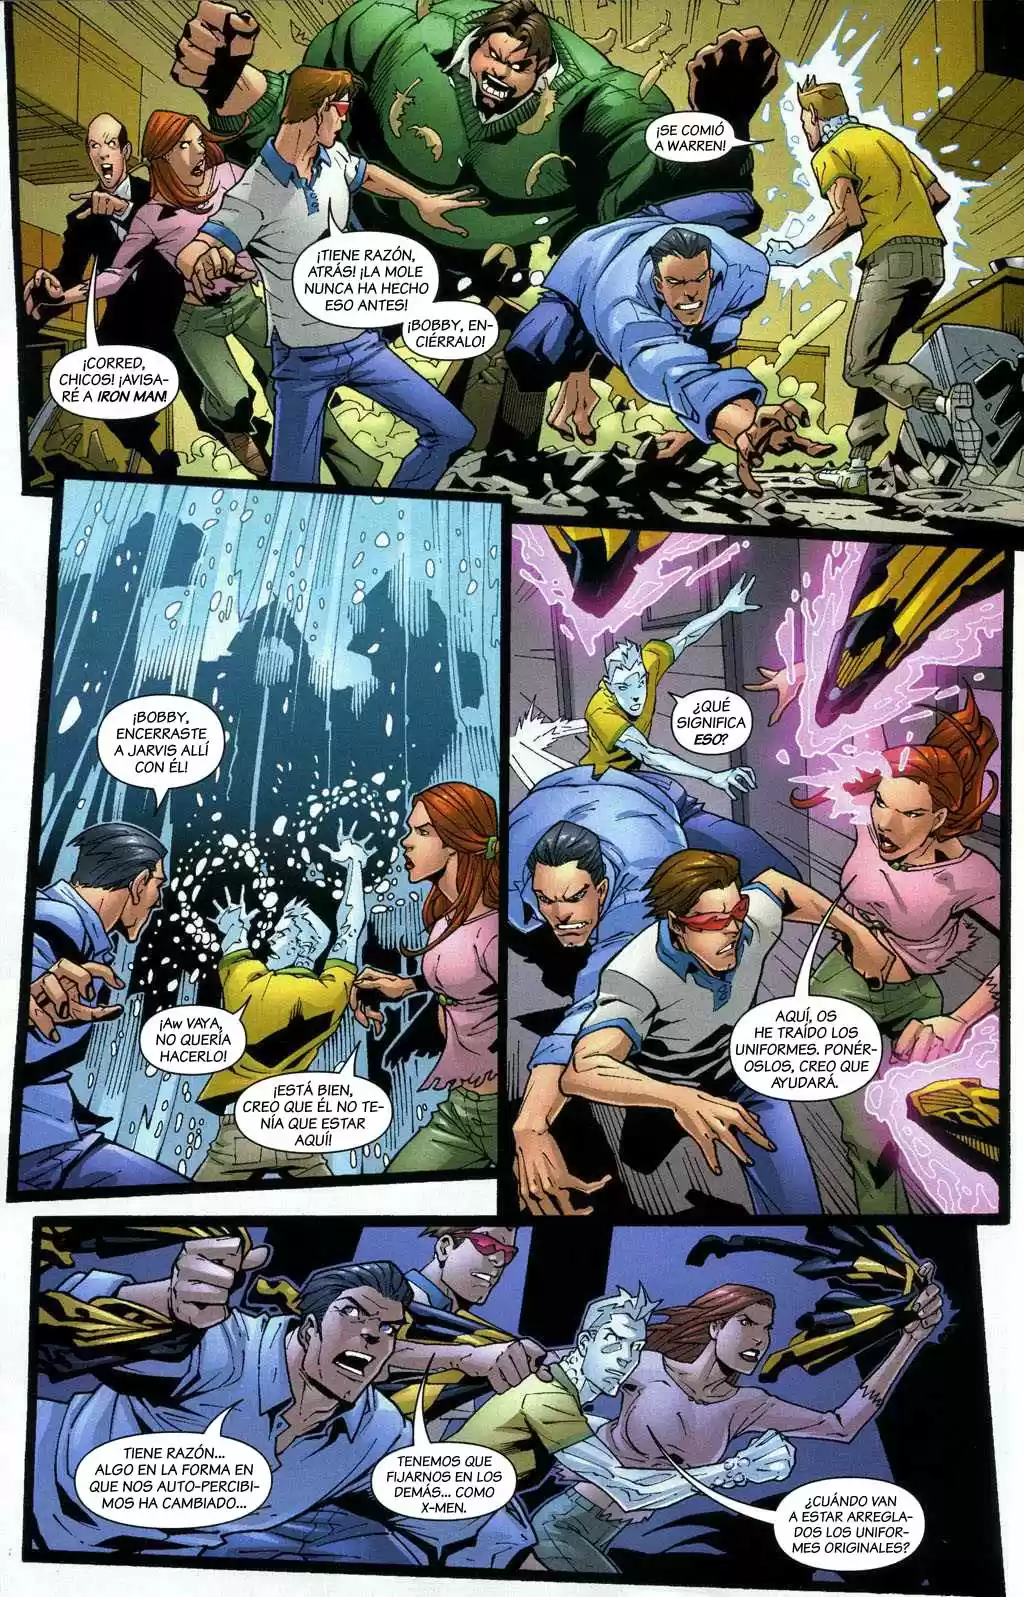 ¡SE COMIÓ
A WARREN!
¡TIENE RAZÓN,
ATRÁS! ¡LA MOLE
NUNCA HA HECHO
ESO ANTES!
¡BOBBY, EN-
CIÉRRALO!
¡CORRED,
CHICOS! ¡AVISA-
RÉ A IRON MAN!
¡BOBBY,
ENCERRASTE
A JARVIS ALLÍ
CON ÉL!
¡Aw VAYA,
NO QUERÍA
HACERLO!
¡ESTÁ BIEN,
CREO QUE ÉL NO TE-
NÍA QUE ESTAR
AQUÍ!
¿QUÉ
SIGNIFICA
ESO?
AQUÍ, OS
HE TRAÍDO LOS
UNIFORMES. PONÉR-
OSLOS, CREO QUE
AYUDARÁ.
TIENE RAZÓN...
ALGO EN LA FORMA EN
QUE NOS AUTO-PERCIBI-
MOS HA CAMBIADO...
TENEMOS QUE
FIJARNOS EN LOS
DEMÁS... COMO
X-MEN.
¿CUÁNDO VAN
A ESTAR ARREGLA-
DOS LOS UNIFOR-
MES ORIGINALES?